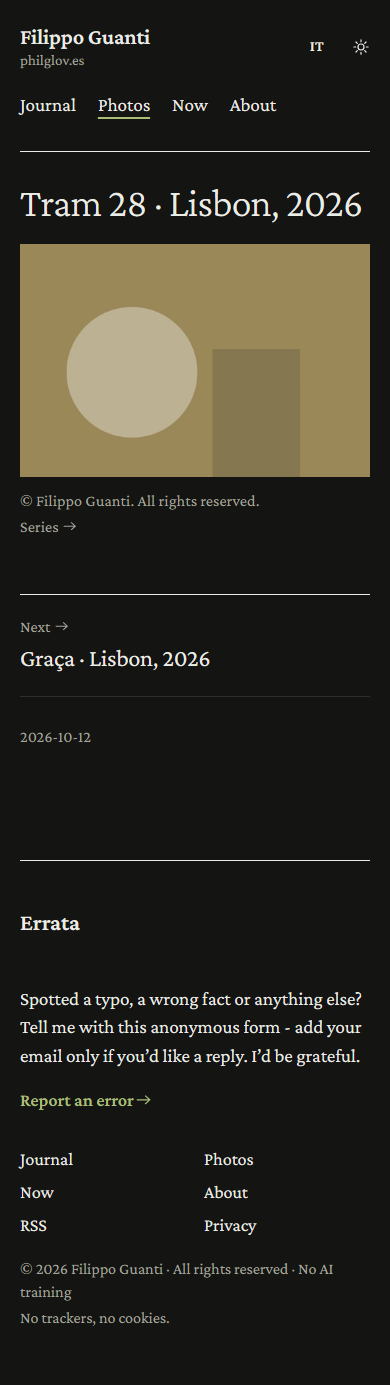 Filippo Guanti
philglov.es
IT
Journal Photos Now About
Tram 28 · Lisbon, 2026
© Filippo Guanti. All rights reserved.
Series →
Next →
Graça · Lisbon, 2026
2026-10-12
Errata
Spotted a typo, a wrong fact or anything else?
Tell me with this anonymous form - add your
email only if you’d like a reply. I’d be grateful.
Report an error →
Journal Photos
Now About
RSS Privacy
© 2026 Filippo Guanti · All rights reserved · No AI
training
No trackers, no cookies.